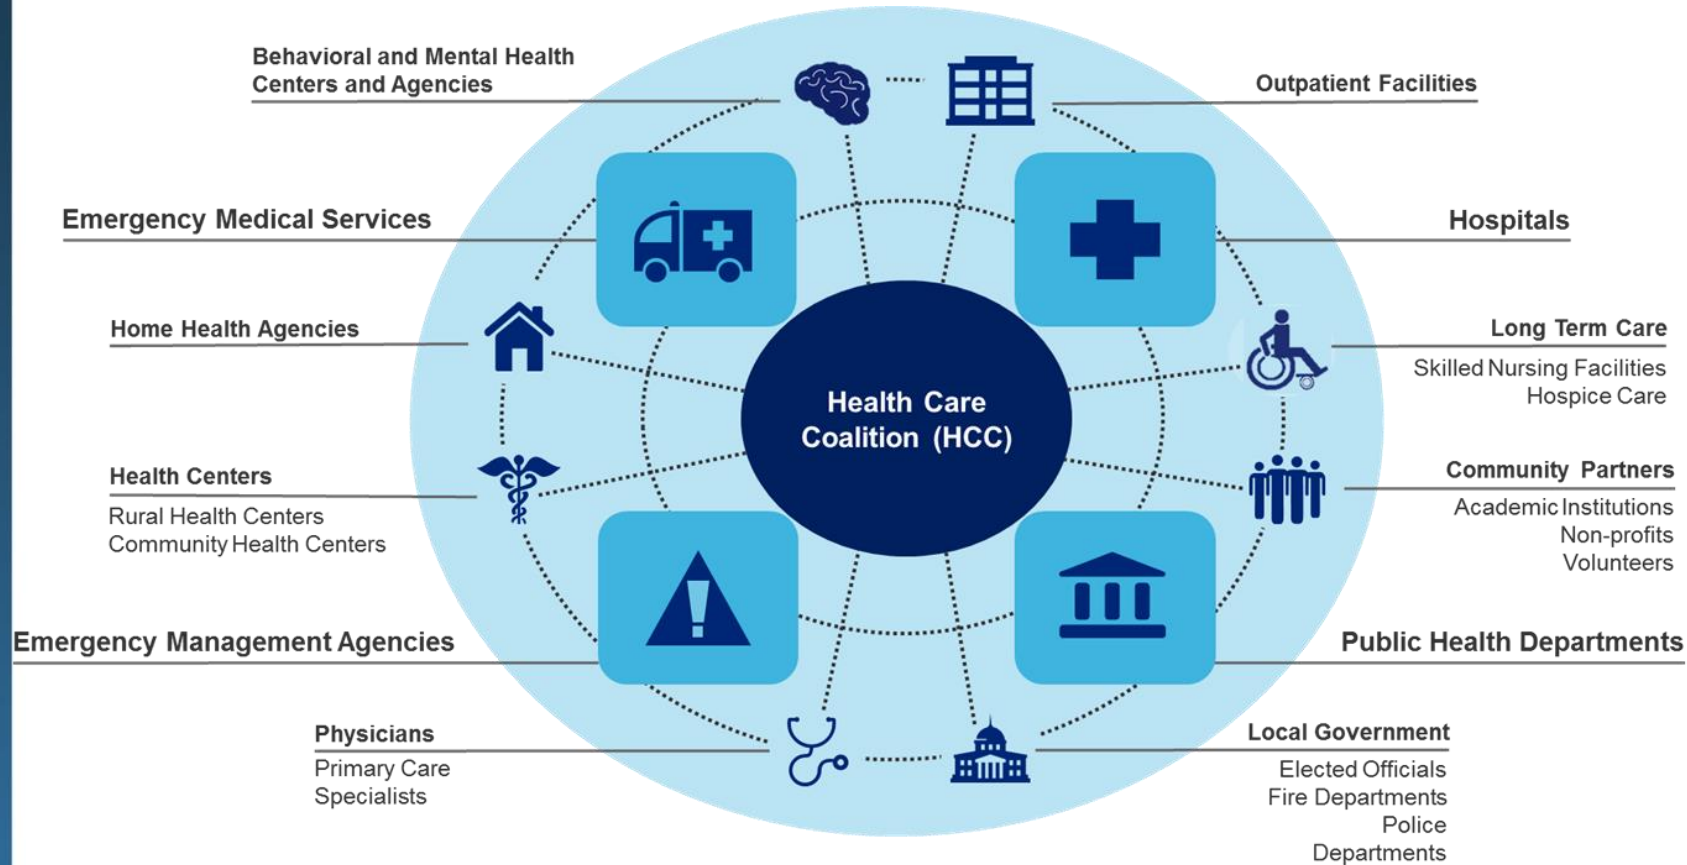 Behavioral and Mental Health
Centers and Agencies
Outpatient Facilities
Emergency Medical Services
Hospitals
Home Health Agencies
Long Term Care
Skilled Nursing Facilities
Hospice Care
Health Care
Coalition (HCC)
Health Centers
Rural Health Centers
Community Health Centers
Community Partners
Academic Institutions
Non-profits
Volunteers
Emergency Management Agencies
Public Health Departments
Physicians
Primary Care
Specialists
Local Government
Elected Officials
Fire Departments
Police
Departments